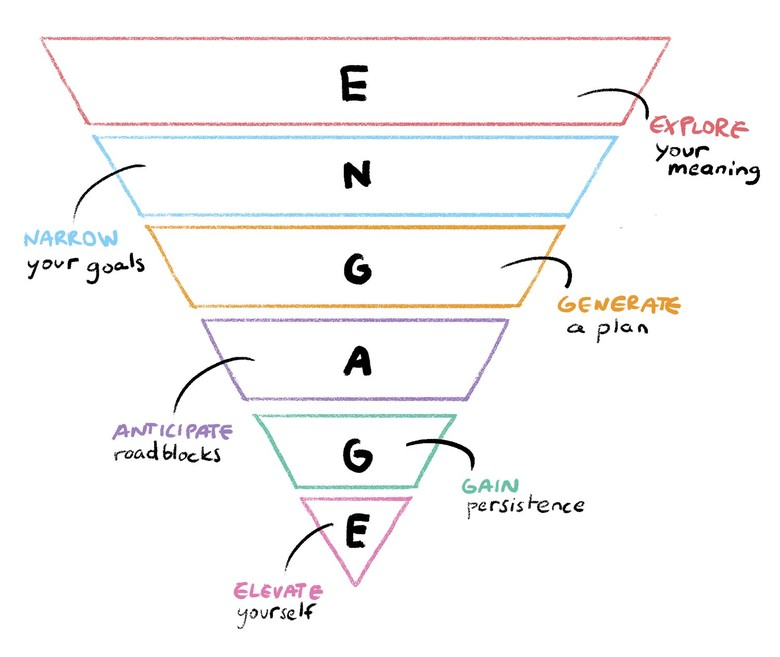 E
EXPLORE
your
meaning
N
NARROW
your goals
G
GENERATE
a plan
A
ANTICIPATE
roadblocks
G
GAIN
persistence
E
ELEVATE
yourself